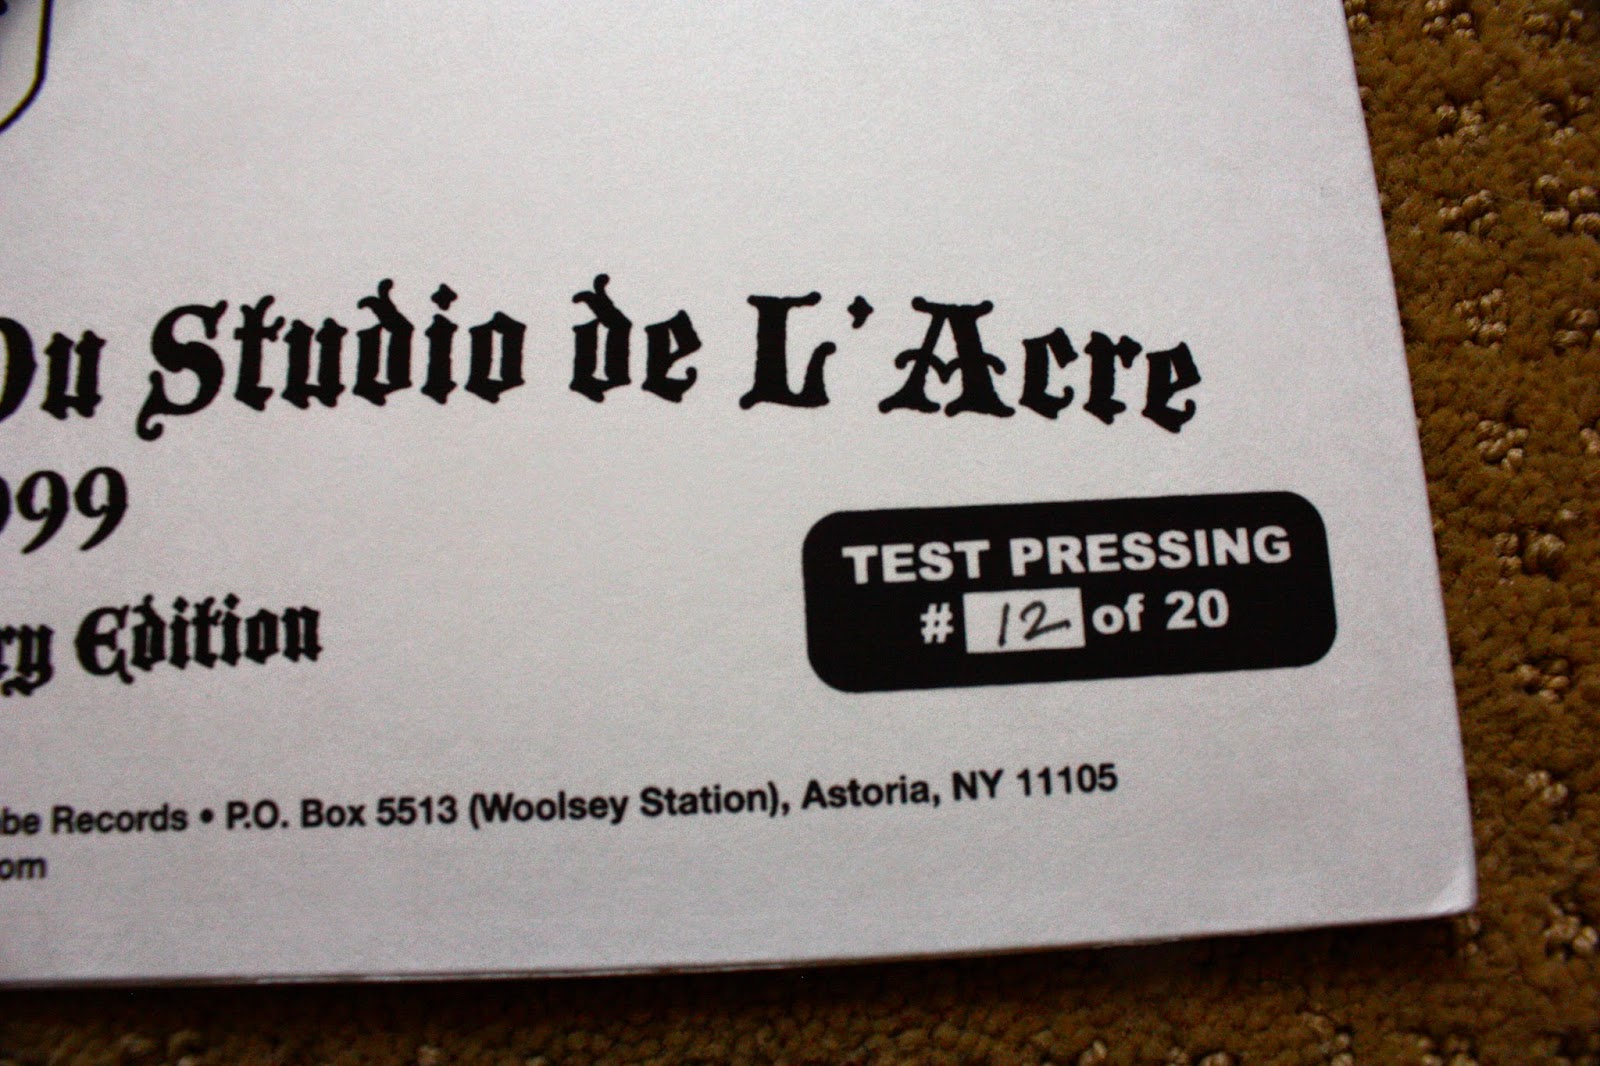 Du Studio de L'Acre
999
ry Edition
TEST PRESSING
# 12 of 20
be Records • P.O. Box 5513 (Woolsey Station), Astoria, NY 11105
om